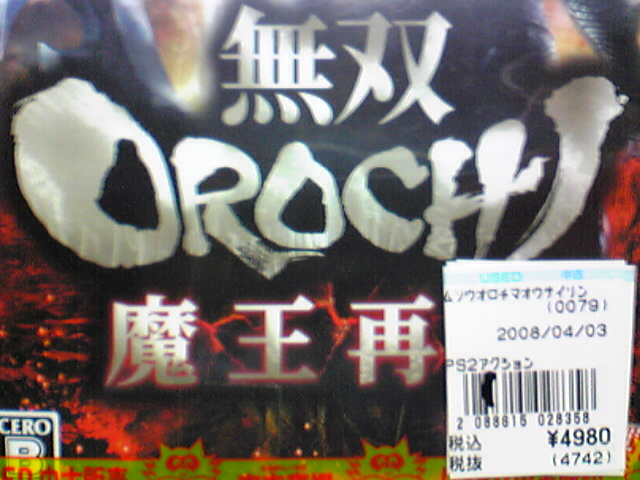 無双
OROCHI
魔王再
USED 中古
ムソウオロチマオウサイリン
(0079)
2008/04/03
PS2アクション
2 088615 028358
税込 ¥4980
税抜 (4742)
CERO
B